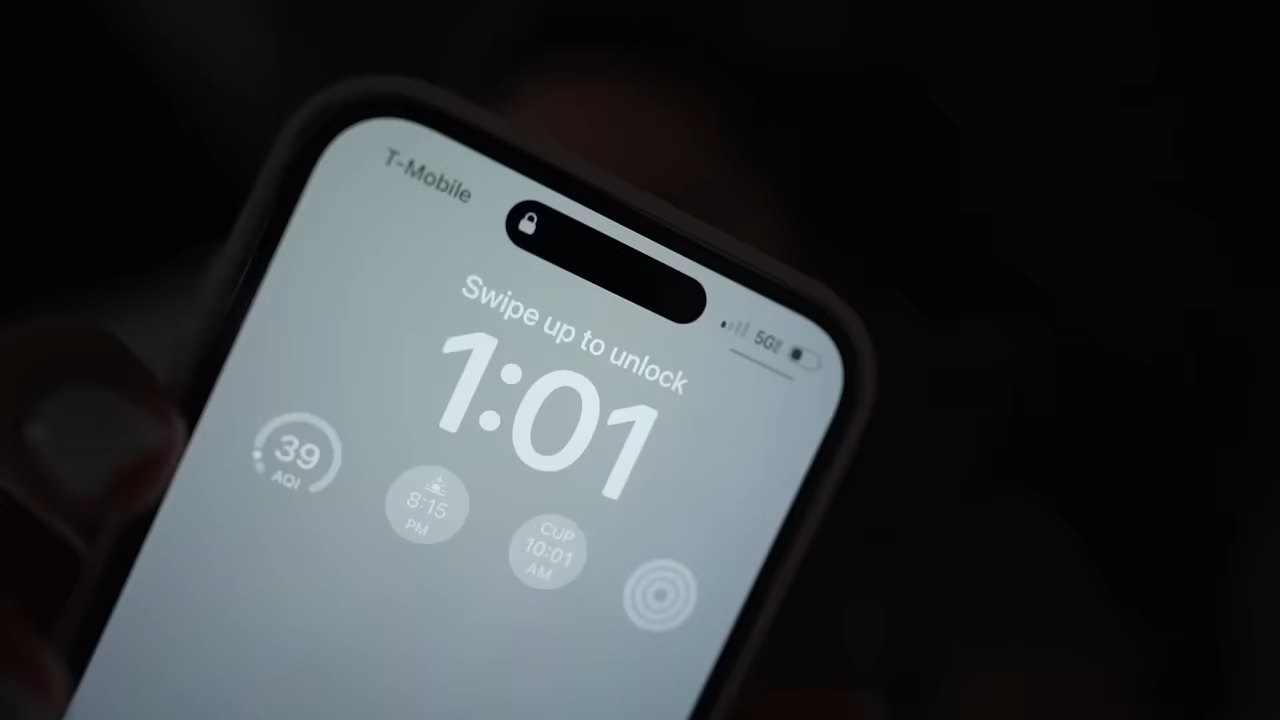 T-Mobile
5G
Swipe up to unlock
1:01
39
AQI
8:15
PM
CUP
10:01
AM